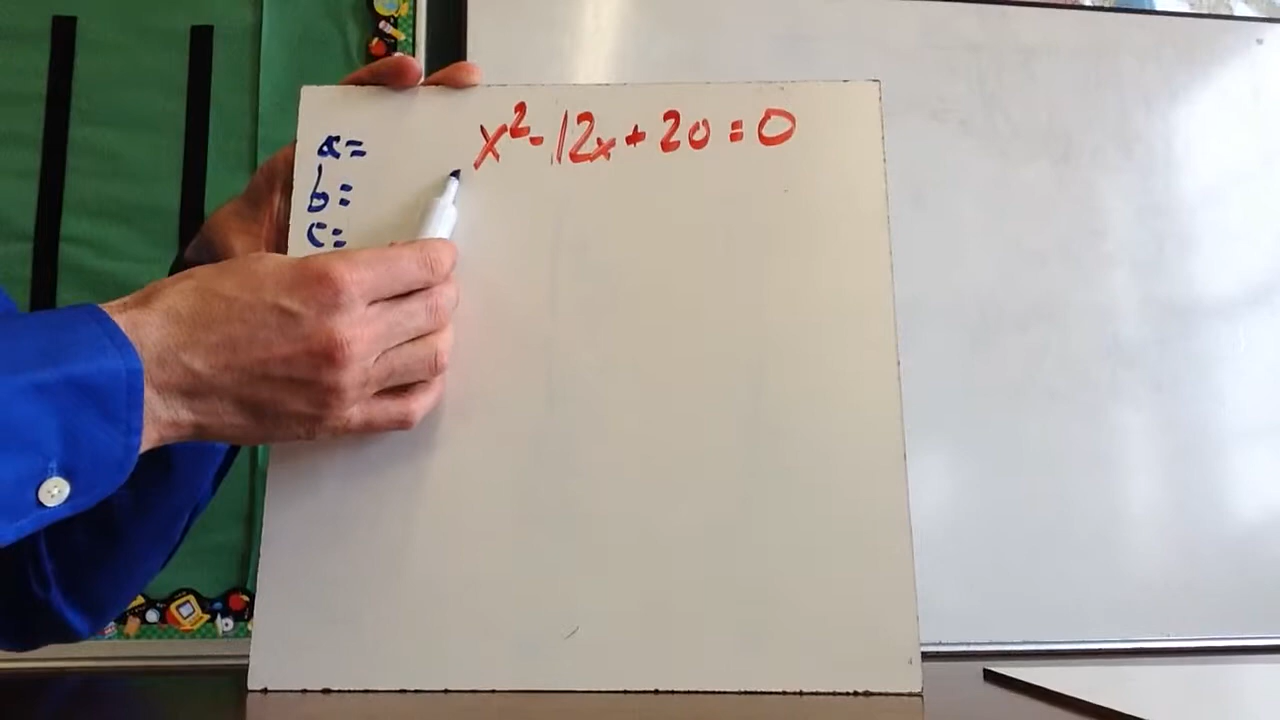 x² - 12x + 20 = 0
a =
b =
c =